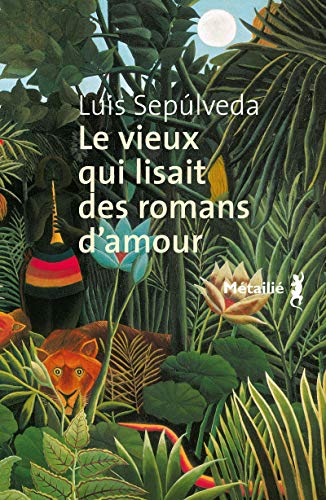 Luis Sepúlveda
Le vieux
qui lisait
des romans
d'amour
Métailié